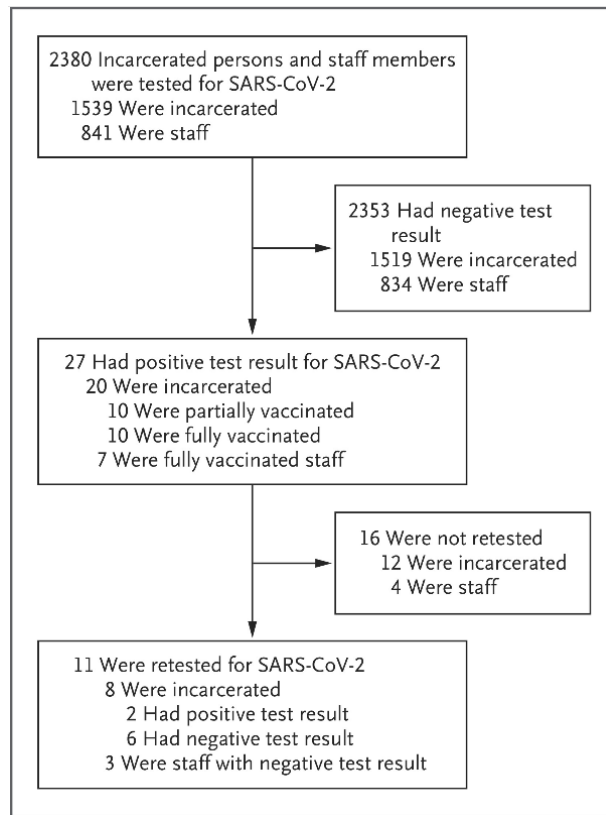 2380 Incarcerated persons and staff members
were tested for SARS-CoV-2
1539 Were incarcerated
841 Were staff
2353 Had negative test
result
1519 Were incarcerated
834 Were staff
27 Had positive test result for SARS-CoV-2
20 Were incarcerated
10 Were partially vaccinated
10 Were fully vaccinated
7 Were fully vaccinated staff
16 Were not retested
12 Were incarcerated
4 Were staff
11 Were retested for SARS-CoV-2
8 Were incarcerated
2 Had positive test result
6 Had negative test result
3 Were staff with negative test result